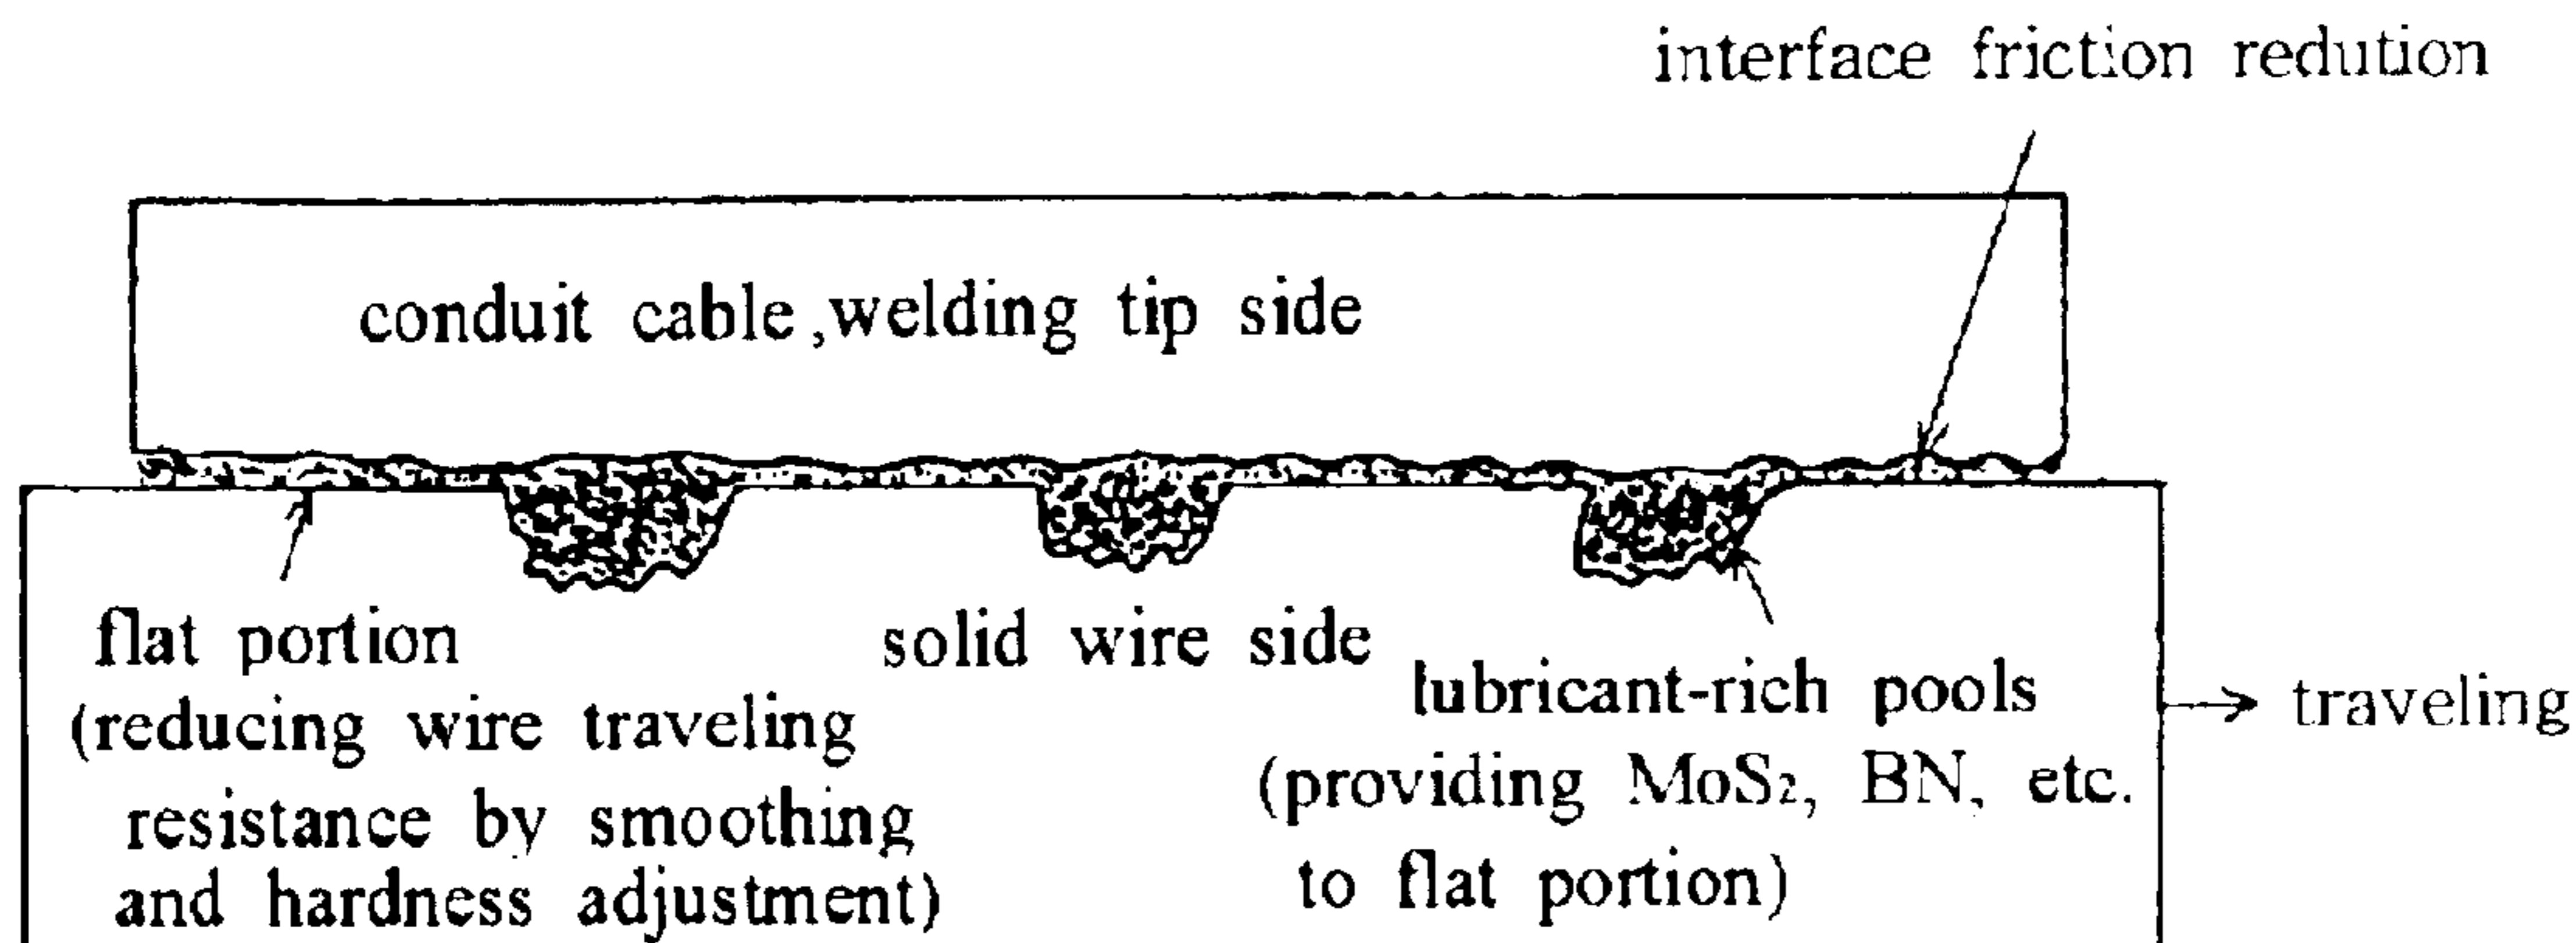 interface friction redution
conduit cable,welding tip side
flat portion
(reducing wire traveling
resistance by smoothing
and hardness adjustment)
solid wire side
lubricant-rich pools
(providing MoS₂, BN, etc.
to flat portion)
traveling